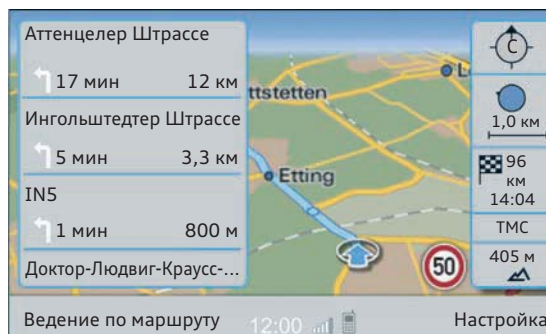 Аттенцелер Штрассе
17 мин 12 км
Ингольштедтер Штрассе
5 мин 3,3 км
IN5
1 мин 800 м
Доктор-Людвиг-Краусс-...
ttstetten
Etting
50
С
1,0 км
96
км
14:04
ТМС
405 м
Ведение по маршруту 12:00 Настройка